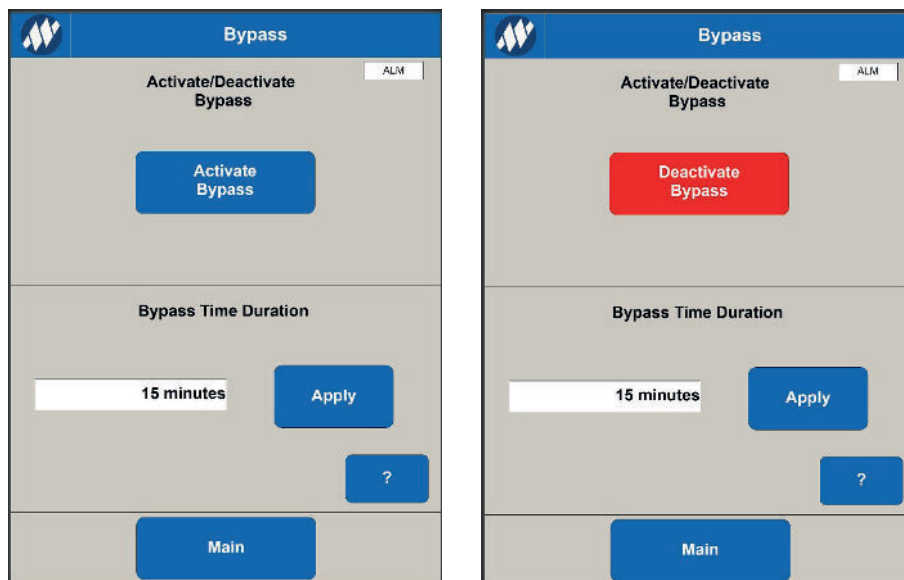 Bypass
ALM
Activate/Deactivate
Bypass
Activate
Bypass
Bypass Time Duration
15 minutes
Apply
?
Main
Bypass
ALM
Activate/Deactivate
Bypass
Deactivate
Bypass
Bypass Time Duration
15 minutes
Apply
?
Main